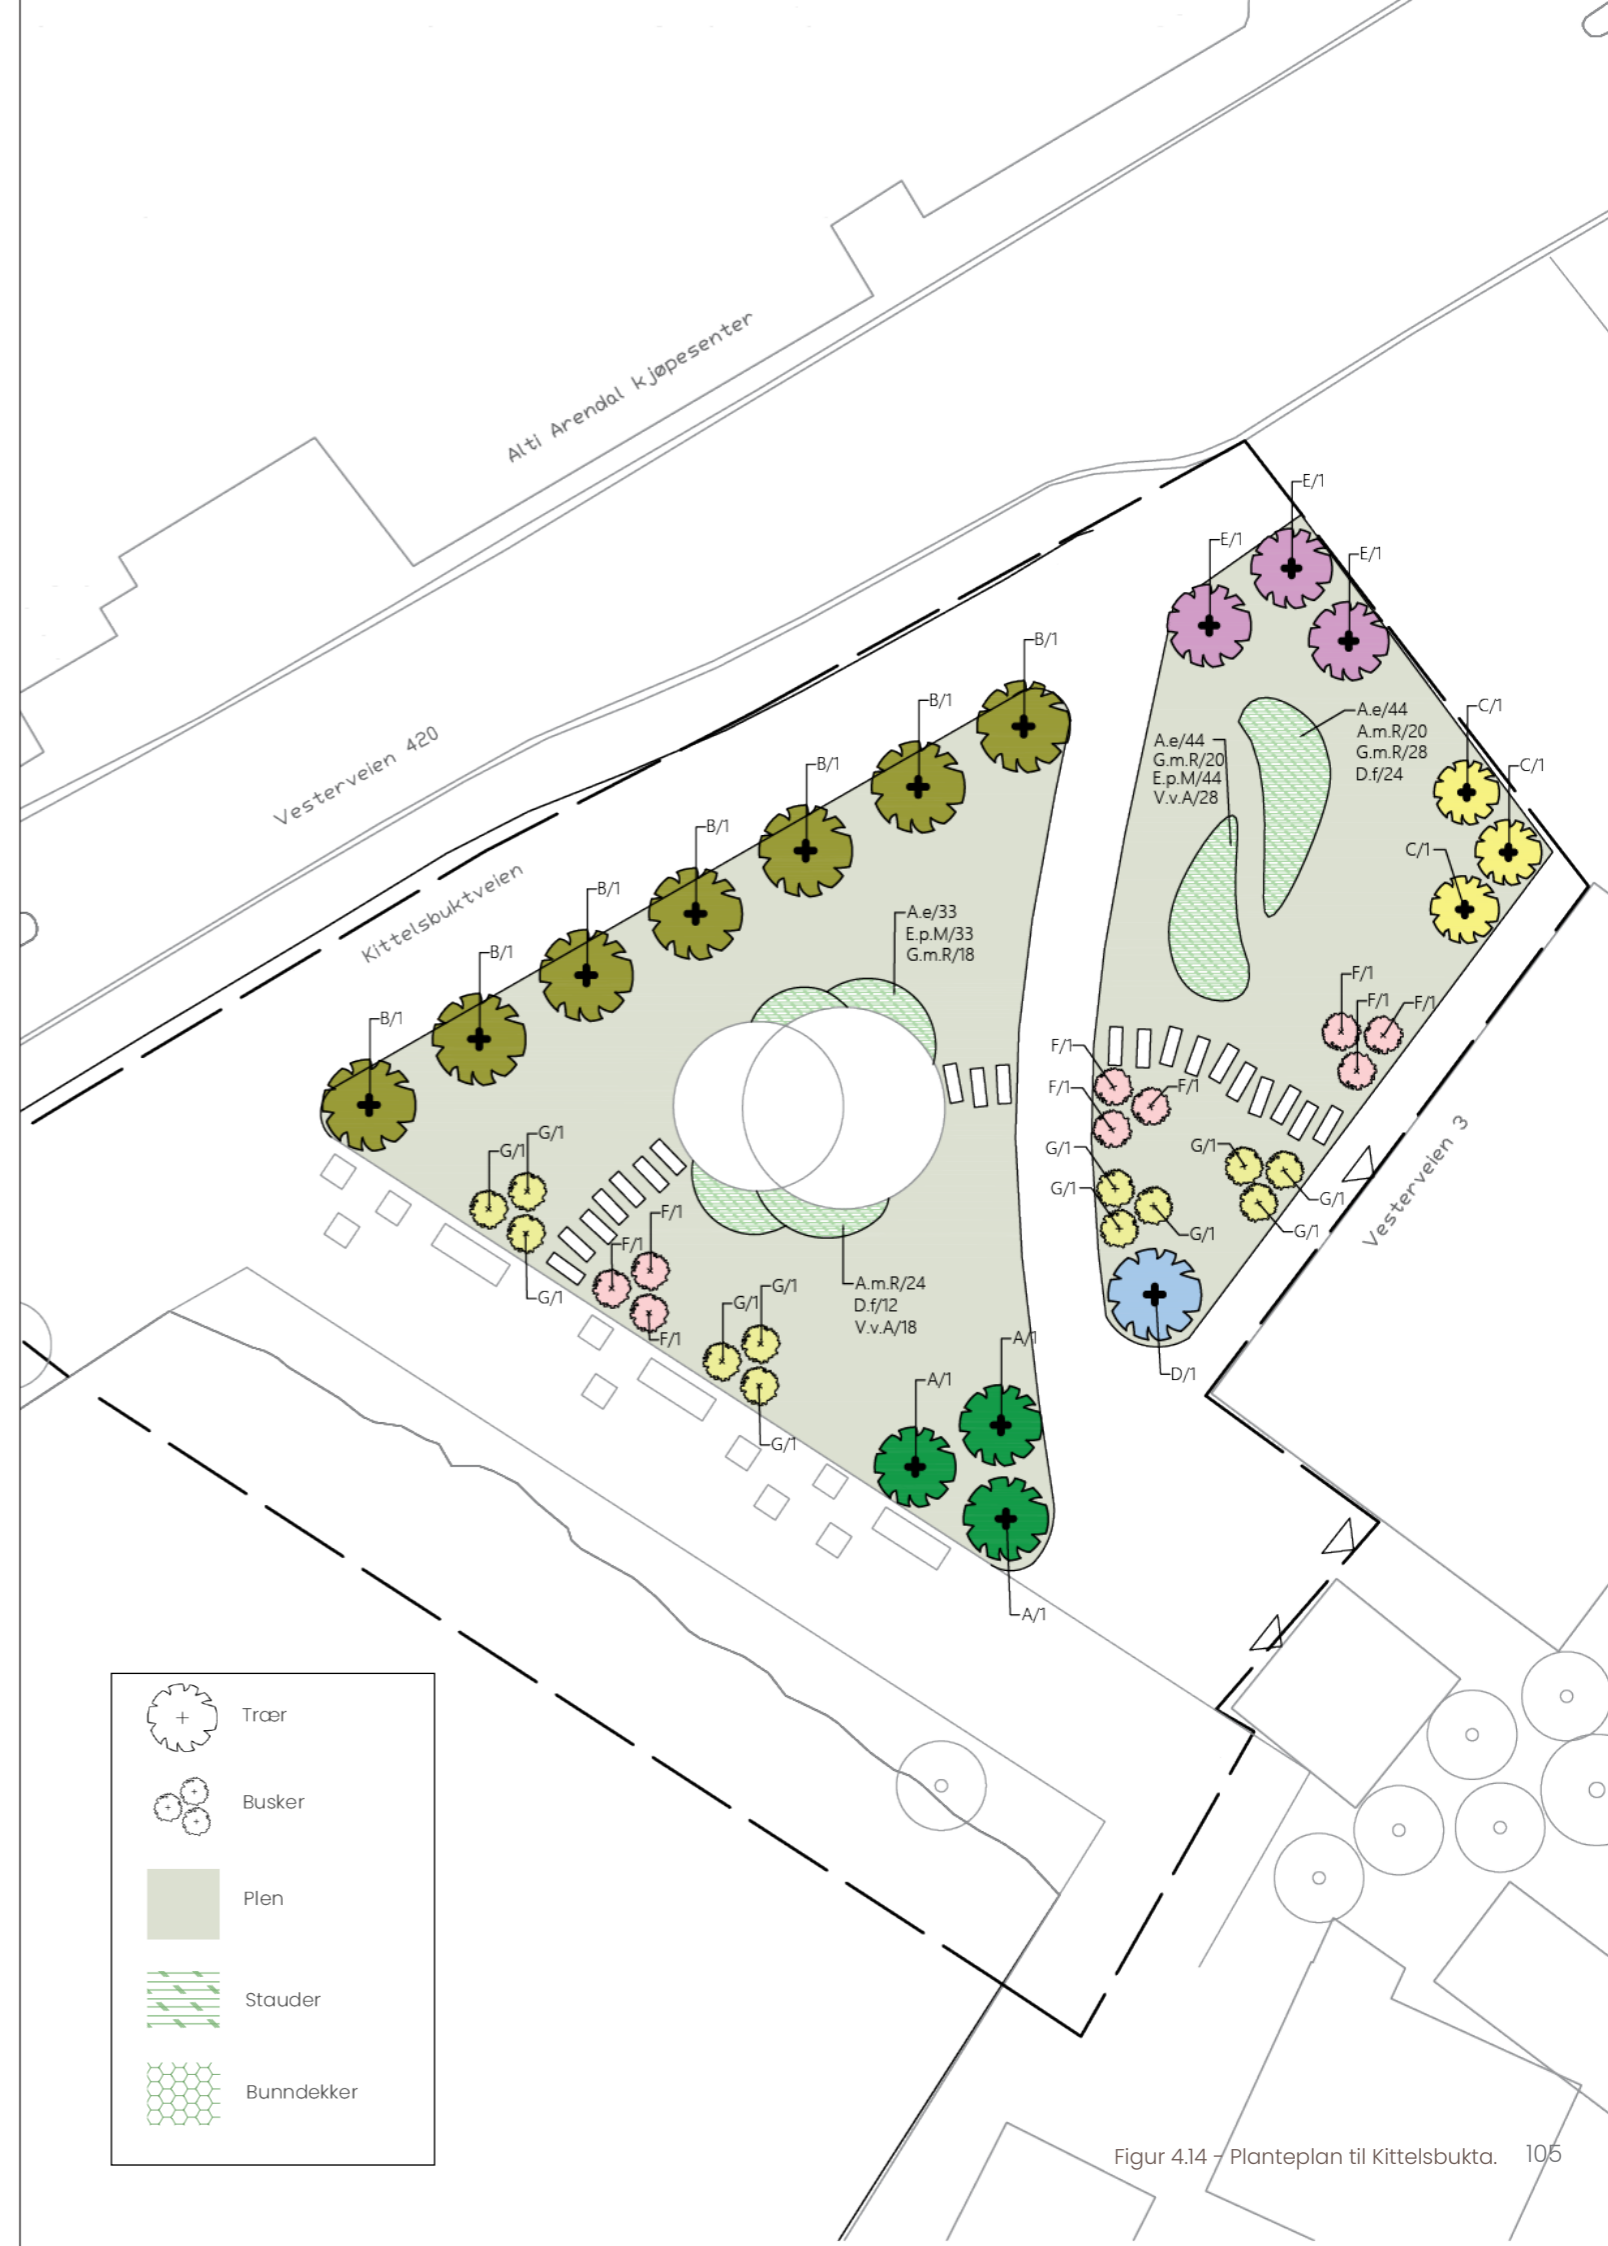 Alti Arendal kjøpesenter
Vesterveien 420
Kittelsbuktveien
E/1
E/1
E/1
B/1
B/1
B/1
B/1
B/1
B/1
B/1
C/1
C/1
C/1
A.e/44
A.m.R/20
G.m.R/28
D.f/24
A.e/44
G.m.R/20
E.p.M/44
V.v.A/28
A.e/33
E.p.M/33
G.m.R/18
F/1
F/1
F/1
F/1
F/1
F/1
G/1
G/1
G/1
G/1
G/1
G/1
Vesterveien 3
G/1
G/1
G/1
F/1
F/1
F/1
G/1
G/1
G/1
A.m.R/24
D.f/12
V.v.A/18
A/1
A/1
A/1
D/1
Trær
Busker
Plen
Stauder
Bunndekker
Figur 4.14 - Planteplan til Kittelsbukta. 105